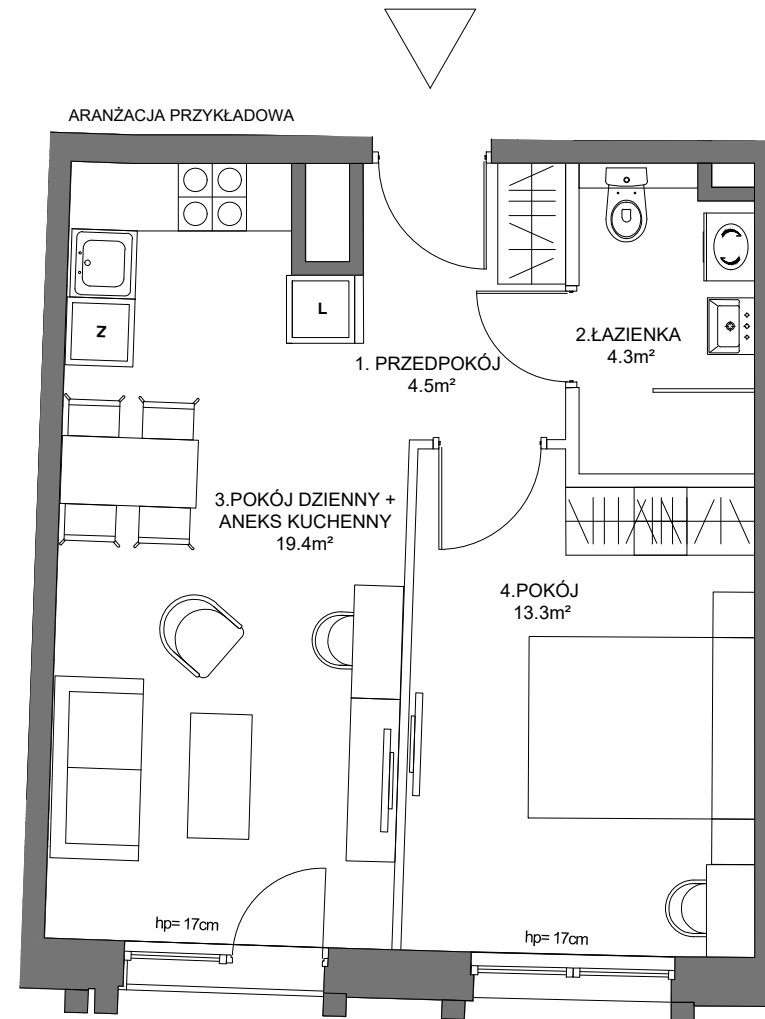 ARANŻACJA PRZYKŁADOWA
L
Z
2.ŁAZIENKA
4.3m²
1. PRZEDPOKÓJ
4.5m²
3.POKÓJ DZIENNY +
ANEKS KUCHENNY
19.4m²
4.POKÓJ
13.3m²
hp= 17cm
hp= 17cm